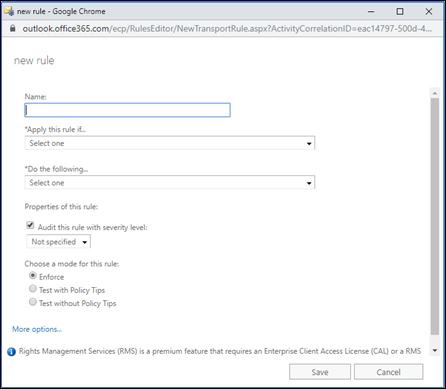 new rule - Google Chrome
outlook.office365.com/ecp/RulesEditor/NewTransportRule.aspx?ActivityCorrelationID=eac14797-500d-4...
new rule
Name:
*Apply this rule if...
Select one
*Do the following...
Select one
Properties of this rule:
Audit this rule with severity level:
Not specified
Choose a mode for this rule:
Enforce
Test with Policy Tips
Test without Policy Tips
More options...
Rights Management Services (RMS) is a premium feature that requires an Enterprise Client Access License (CAL) or a RMS
Save Cancel